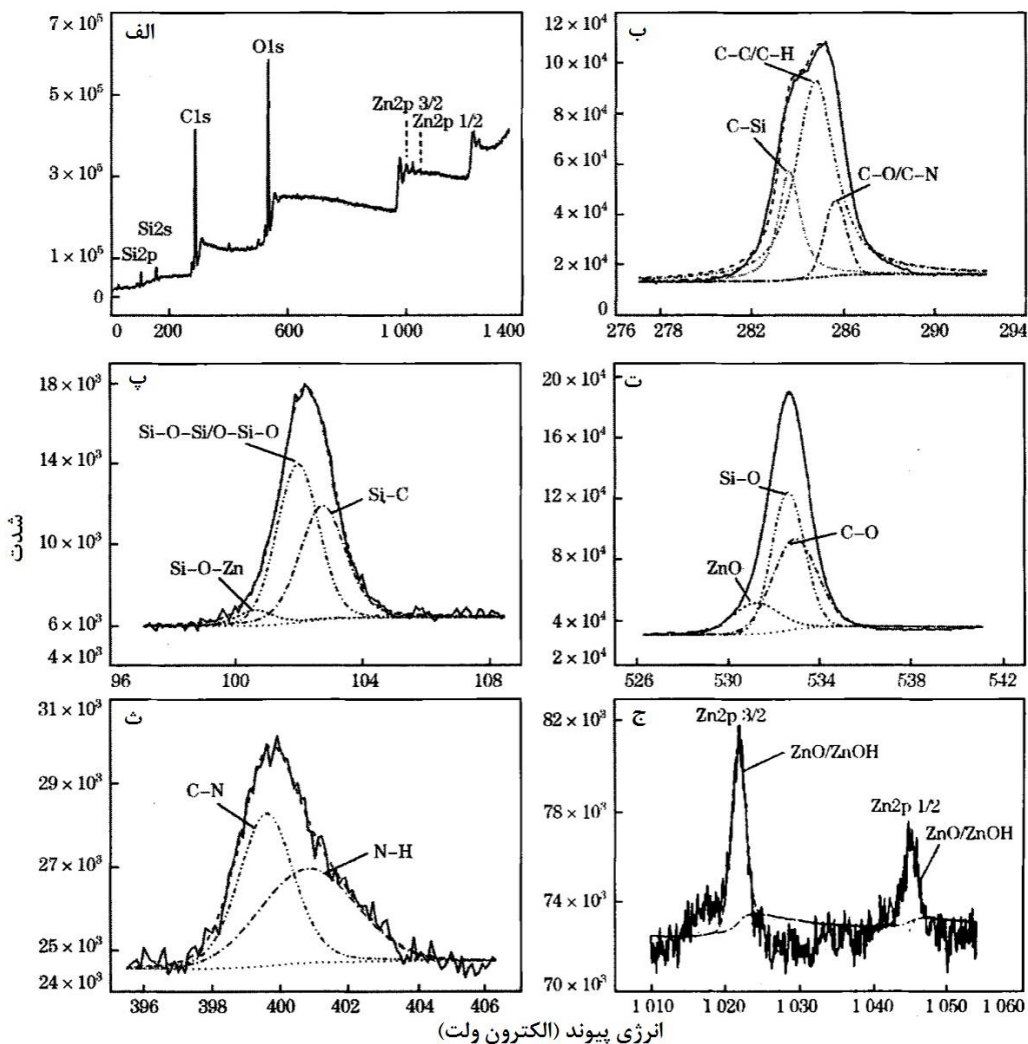 الف
7 × 10⁵
5 × 10⁵
3 × 10⁵
1 × 10⁵
0
O1s
C1s
Zn2p 3/2
Zn2p 1/2
Si2s
Si2p
0 200 600 1 000 1 400
ب
12 × 10⁴
10 × 10⁴
8 × 10⁴
6 × 10⁴
4 × 10⁴
2 × 10⁴
0
C-C/C-H
C-Si
C-O/C-N
276 278 282 286 290 294
پ
18 × 10³
14 × 10³
10 × 10³
6 × 10³
4 × 10³
Si-O-Si/O-Si-O
Si-C
Si-O-Zn
96 100 104 108
ت
20 × 10⁴
16 × 10⁴
12 × 10⁴
8 × 10⁴
4 × 10⁴
2 × 10⁴
Si-O
C-O
ZnO
526 530 534 538 542
شدت
ث
31 × 10³
29 × 10³
27 × 10³
25 × 10³
24 × 10³
C-N
N-H
396 398 400 402 404 406
ج
82 × 10³
78 × 10³
74 × 10³
70 × 10³
Zn2p 3/2
ZnO/ZnOH
Zn2p 1/2
ZnO/ZnOH
1 010 1 020 1 030 1 040 1 050 1 060
انرژی پیوند (الکترون ولت)